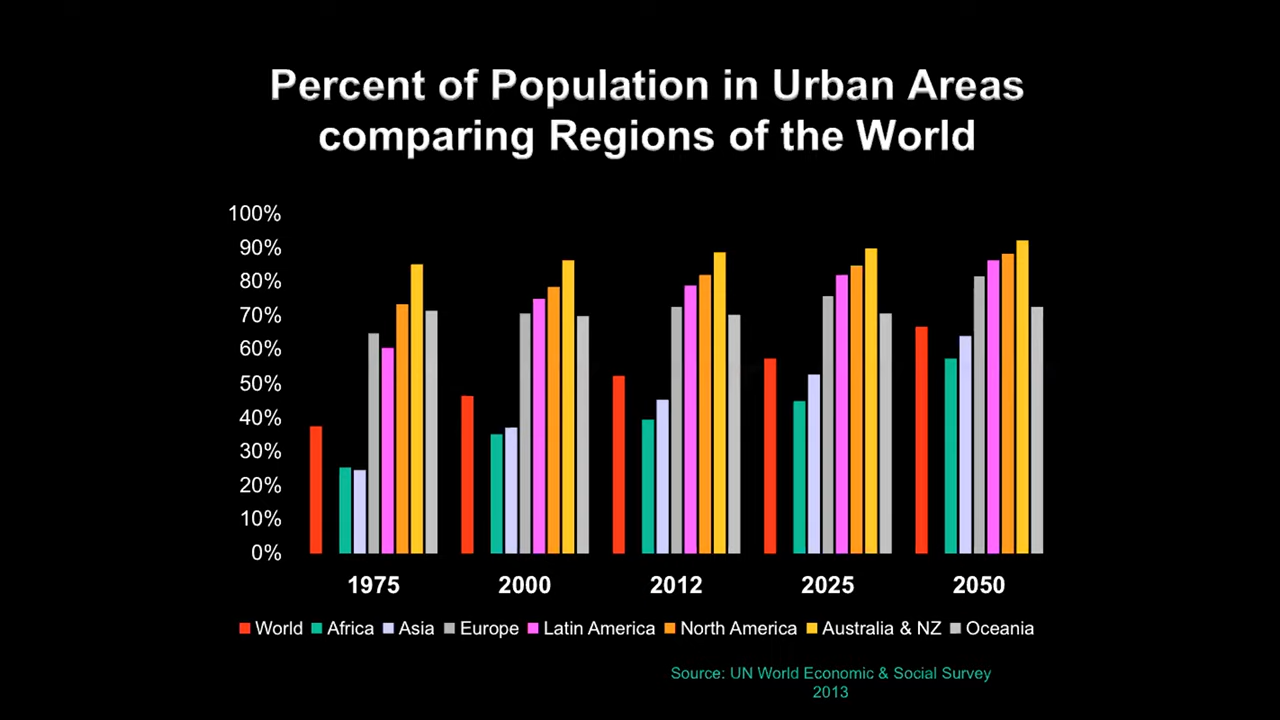 Percent of Population in Urban Areas
comparing Regions of the World
100%
90%
80%
70%
60%
50%
40%
30%
20%
10%
0%
1975 2000 2012 2025 2050
World Africa Asia Europe Latin America North America Australia & NZ Oceania
Source: UN World Economic & Social Survey
2013